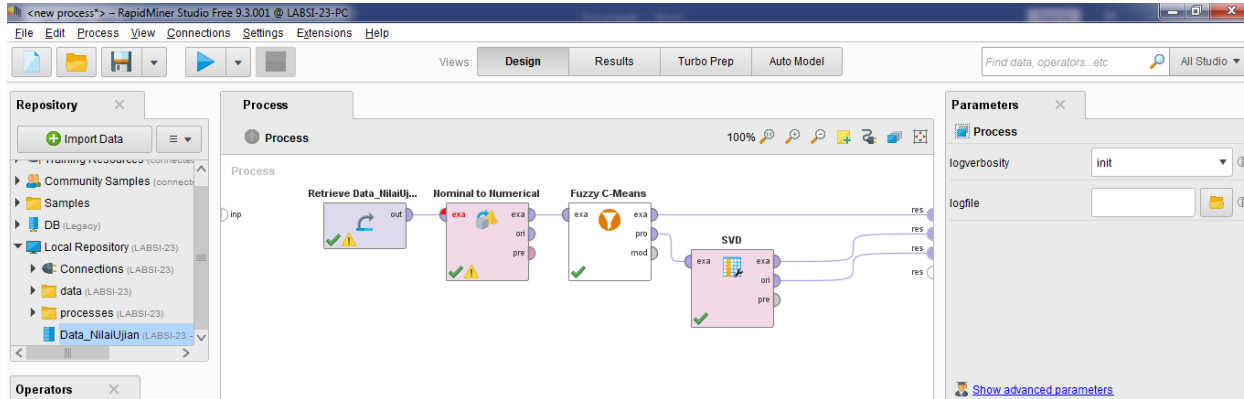 <new process*> – RapidMiner Studio Free 9.3.001 @ LABSI-23-PC
File Edit Process View Connections Settings Extensions Help
Views: Design Results Turbo Prep Auto Model
Find data, operators...etc All Studio
Repository
Import Data
Training Resources (connected
Community Samples (connecte
Samples
DB (Legacy)
Local Repository (LABSI-23)
Connections (LABSI-23)
data (LABSI-23)
processes (LABSI-23)
Data_NilaiUjian (LABSI-23 -
Operators
Process
Process
100%
Process
inp
Retrieve Data_NilaiUj...
out
Nominal to Numerical
exa exa
ori
pre
Fuzzy C-Means
exa exa
pro
mod
SVD
exa exa
ori
pre
res
res
res
res
Parameters
Process
logverbosity init
logfile
Show advanced parameters